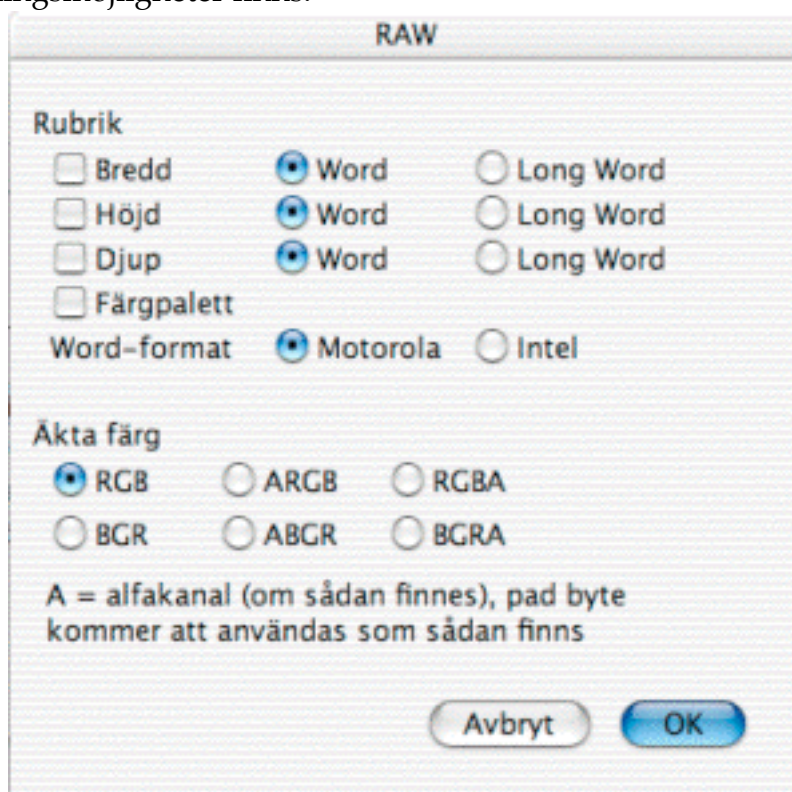 RAW
Rubrik
Bredd Word Long Word
Höjd Word Long Word
Djup Word Long Word
Färgpalett
Word-format Motorola Intel
Äkta färg
RGB ARGB RGBA
BGR ABGR BGRA
A = alfakanal (om sådan finnes), pad byte
kommer att användas som sådan finns
Avbryt OK